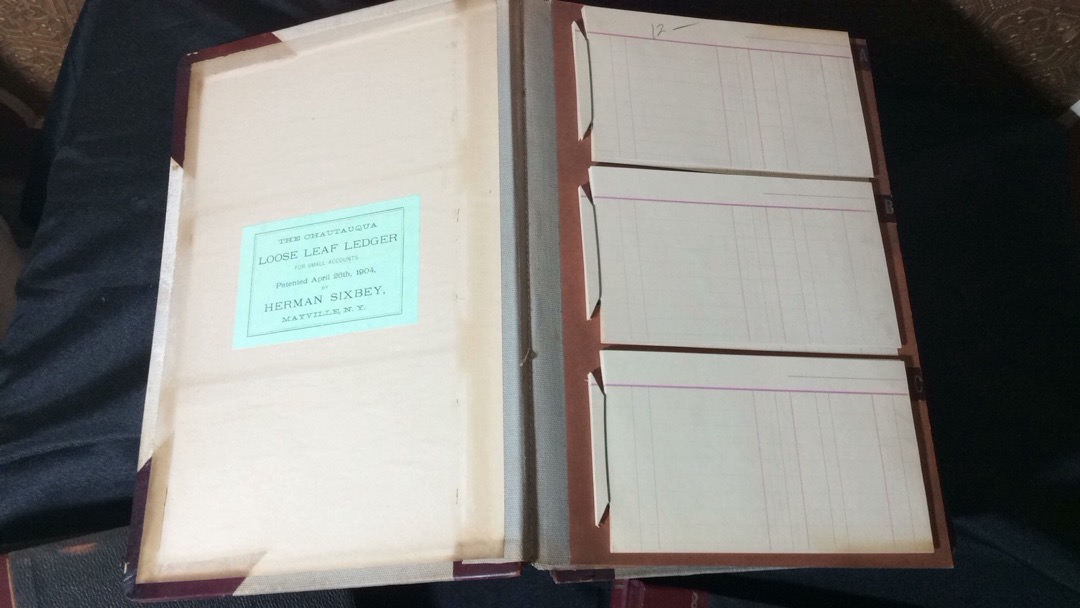 THE CHAUTAUQUA
LOOSE LEAF LEDGER
FOR SMALL ACCOUNTS.
Patented April 26th, 1904,
BY
HERMAN SIXBEY,
MAYVILLE, N. Y.
12 —
A
B
C